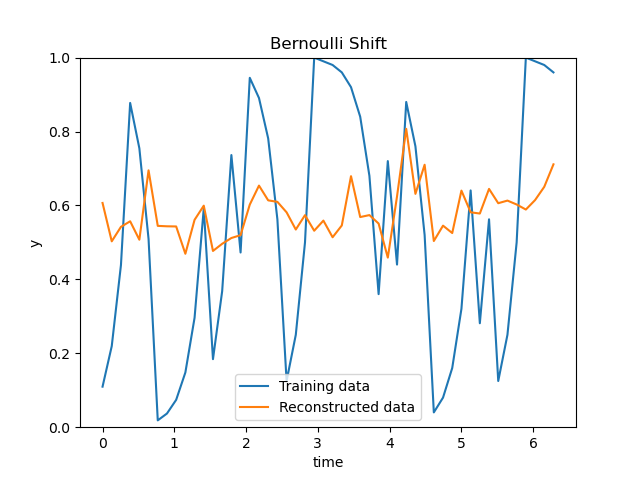 Bernoulli Shift
1.0
0.8
0.6
0.4
0.2
0.0
y
0 1 2 3 4 5 6
time
Training data
Reconstructed data